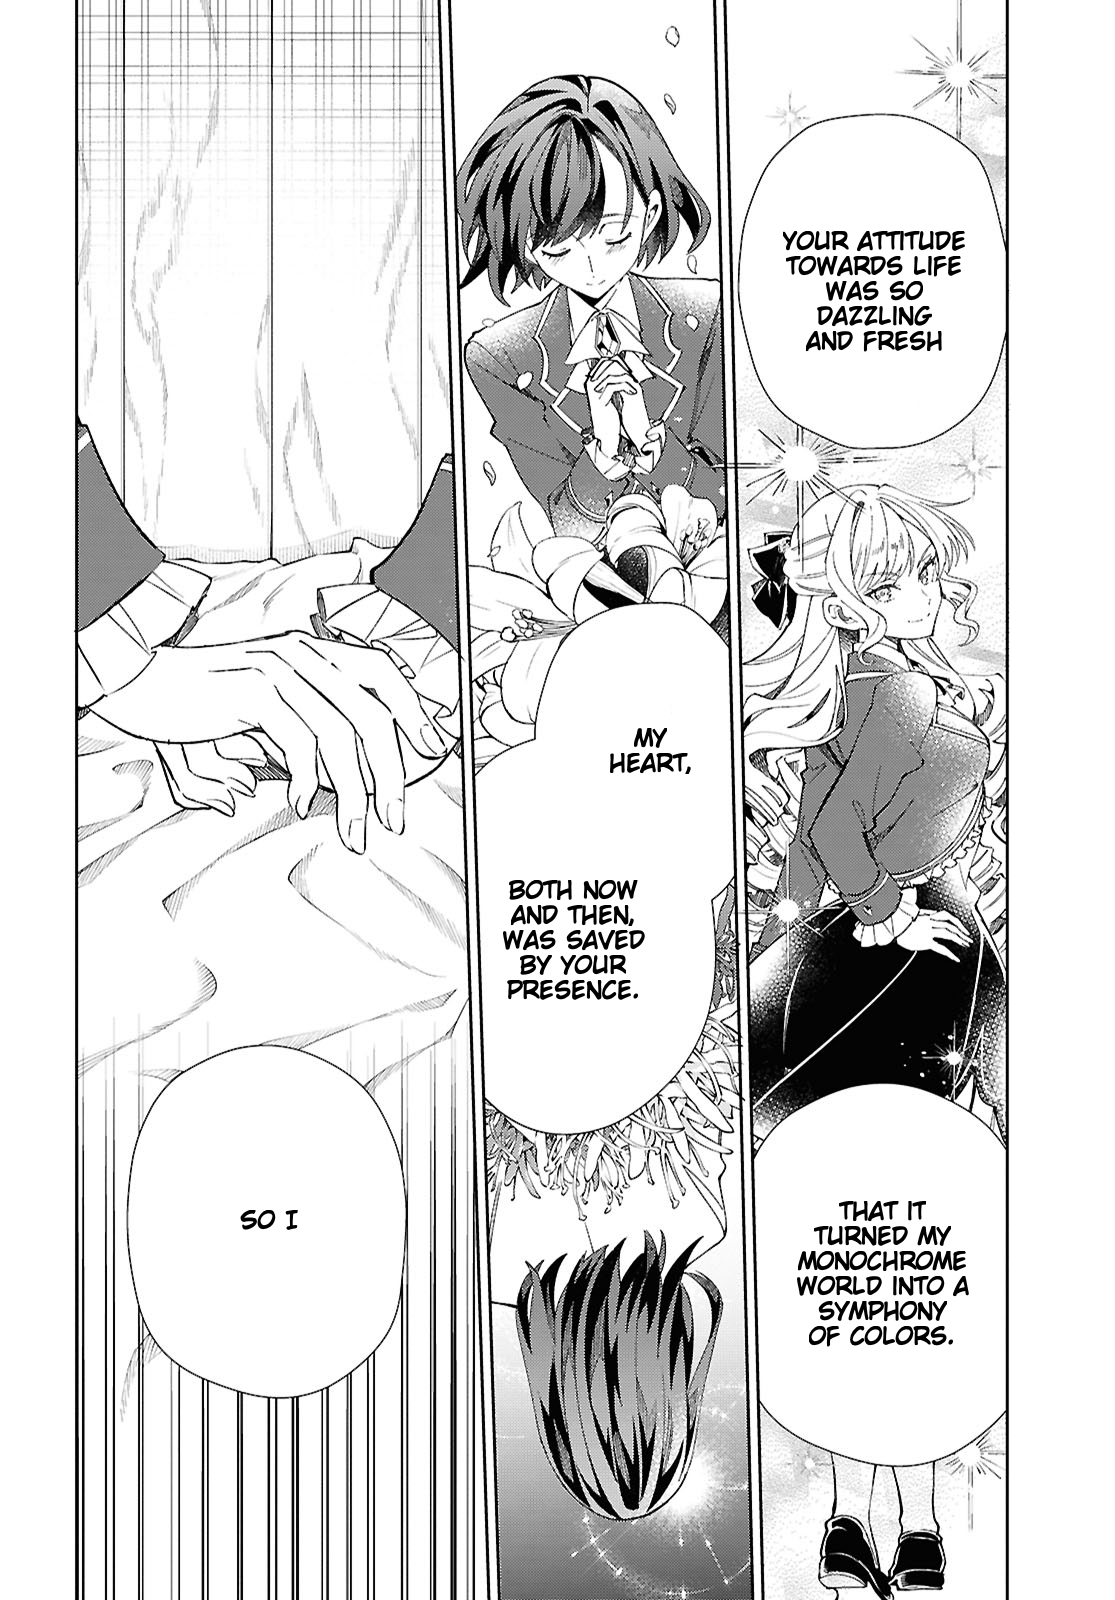 YOUR ATTITUDE
TOWARDS LIFE
WAS SO
DAZZLING
AND FRESH
THAT IT
TURNED MY
MONOCHROME
WORLD INTO A
SYMPHONY
OF COLORS.
MY
HEART,
BOTH NOW
AND THEN,
WAS SAVED
BY YOUR
PRESENCE.
SO I